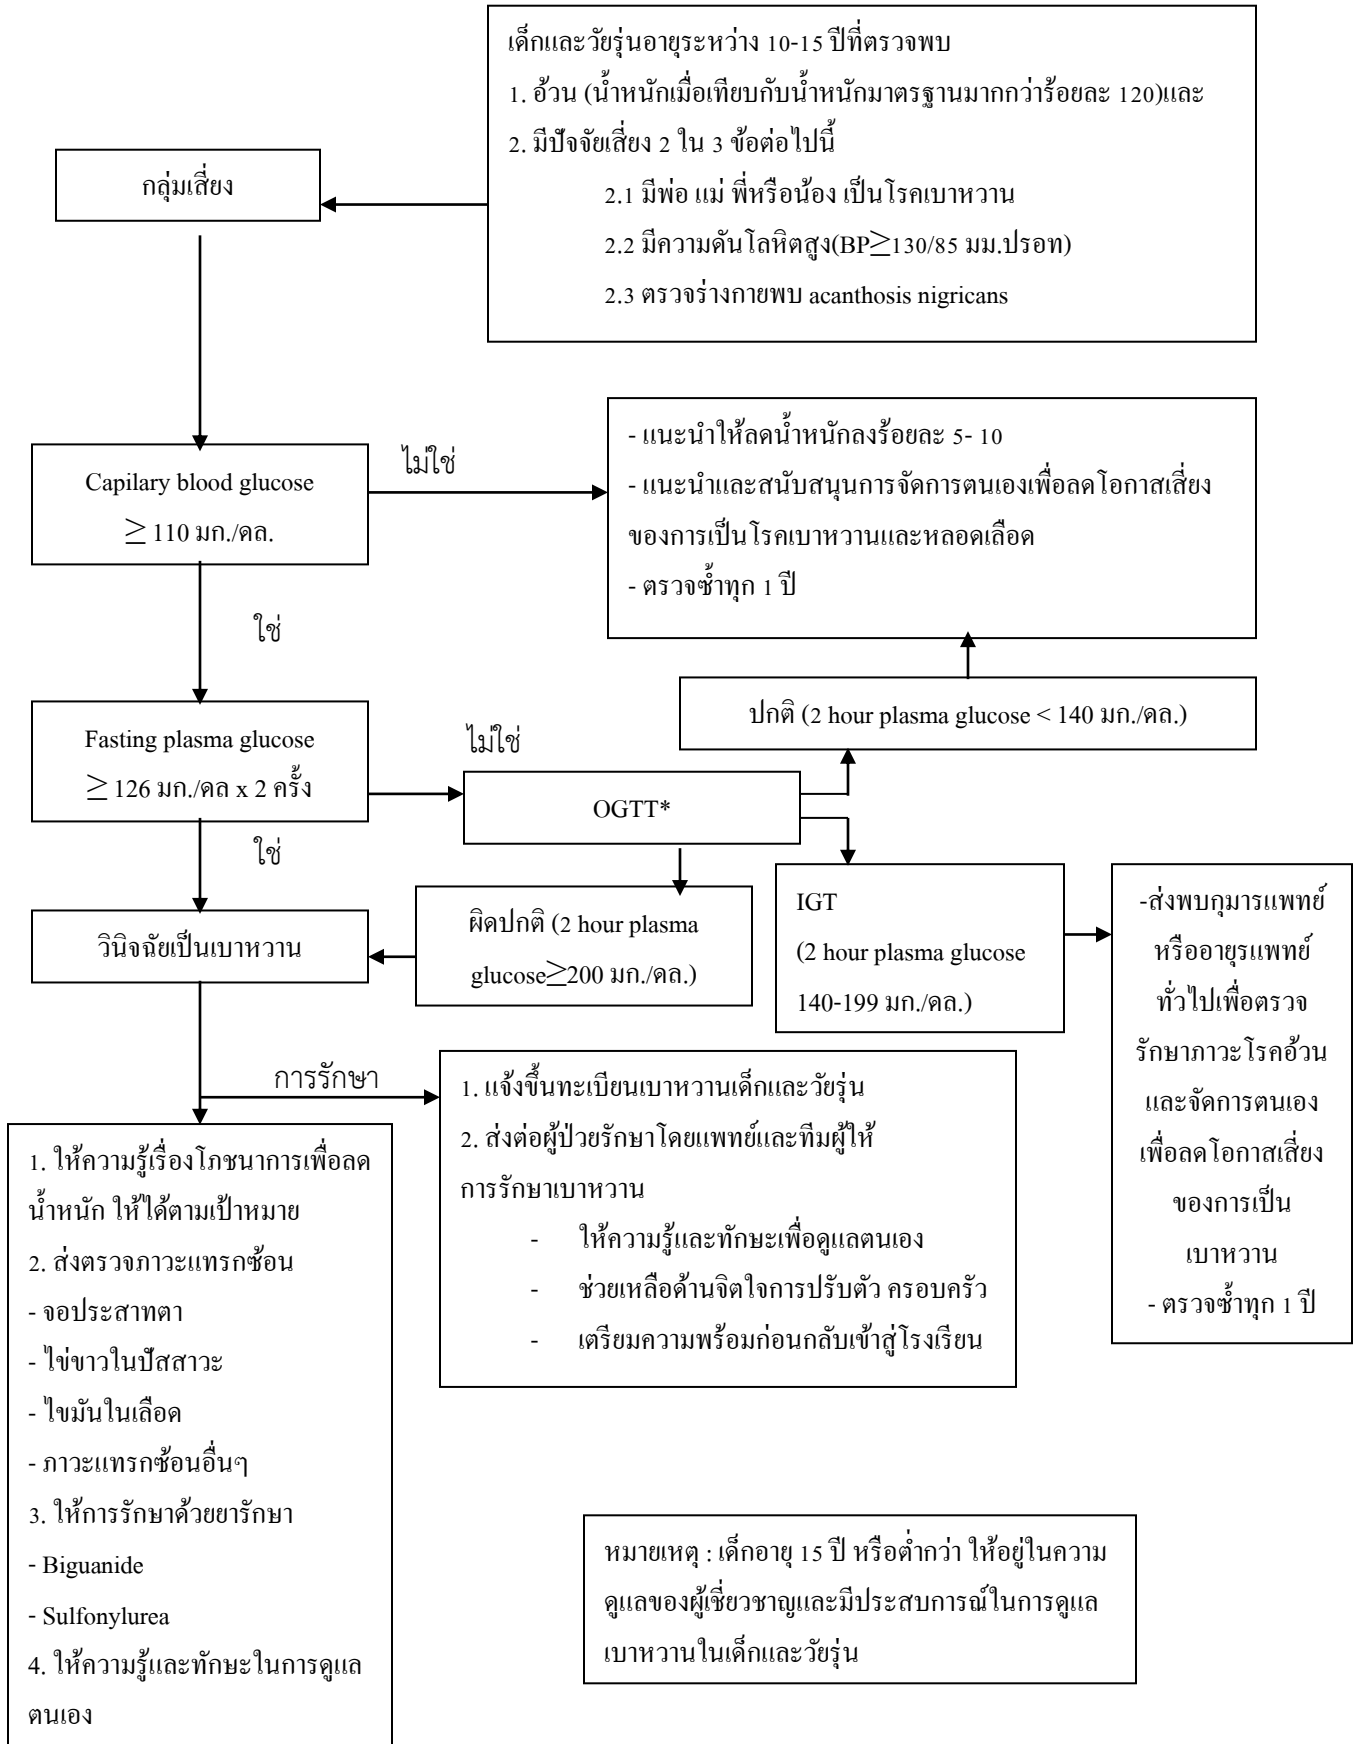 เด็กและวัยรุ่นอายุระหว่าง 10-15 ปีที่ตรวจพบ
1. อ้วน (น้ำหนักเมื่อเทียบกับน้ำหนักมาตรฐานมากกว่าร้อยละ 120)และ
2. มีปัจจัยเสี่ยง 2 ใน 3 ข้อต่อไปนี้
2.1 มีพ่อ แม่ พี่หรือน้อง เป็นโรคเบาหวาน
2.2 มีความดันโลหิตสูง(BP≥130/85 มม.ปรอท)
2.3 ตรวจร่างกายพบ acanthosis nigricans
กลุ่มเสี่ยง
Capilary blood glucose
≥ 110 มก./ดล.
ไม่ใช่
- แนะนำให้ลดน้ำหนักลงร้อยละ 5- 10
- แนะนำและสนับสนุนการจัดการตนเองเพื่อลดโอกาสเสี่ยง
ของการเป็นโรคเบาหวานและหลอดเลือด
- ตรวจซ้ำทุก 1 ปี
ใช่
Fasting plasma glucose
≥ 126 มก./ดล x 2 ครั้ง
ไม่ใช่
OGTT*
ปกติ (2 hour plasma glucose < 140 มก./ดล.)
ใช่
วินิจฉัยเป็นเบาหวาน
ผิดปกติ (2 hour plasma
glucose≥200 มก./ดล.)
IGT
(2 hour plasma glucose
140-199 มก./ดล.)
-ส่งพบกุมารแพทย์
หรืออายุรแพทย์
ทั่วไปเพื่อตรวจ
รักษาภาวะโรคอ้วน
และจัดการตนเอง
เพื่อลดโอกาสเสี่ยง
ของการเป็น
เบาหวาน
- ตรวจซ้ำทุก 1 ปี
การรักษา
1. แจ้งขึ้นทะเบียนเบาหวานเด็กและวัยรุ่น
2. ส่งต่อผู้ป่วยรักษาโดยแพทย์และทีมผู้ให้
การรักษาเบาหวาน
- ให้ความรู้และทักษะเพื่อดูแลตนเอง
- ช่วยเหลือด้านจิตใจการปรับตัว ครอบครัว
- เตรียมความพร้อมก่อนกลับเข้าสู่โรงเรียน
1. ให้ความรู้เรื่องโภชนาการเพื่อลด
น้ำหนัก ให้ได้ตามเป้าหมาย
2. ส่งตรวจภาวะแทรกซ้อน
- จอประสาทตา
- ไข่ขาวในปัสสาวะ
- ไขมันในเลือด
- ภาวะแทรกซ้อนอื่นๆ
3. ให้การรักษาด้วยยารักษา
- Biguanide
- Sulfonylurea
4. ให้ความรู้และทักษะในการดูแล
ตนเอง
หมายเหตุ : เด็กอายุ 15 ปี หรือต่ำกว่า ให้อยู่ในความ
ดูแลของผู้เชี่ยวชาญและมีประสบการณ์ในการดูแล
เบาหวานในเด็กและวัยรุ่น